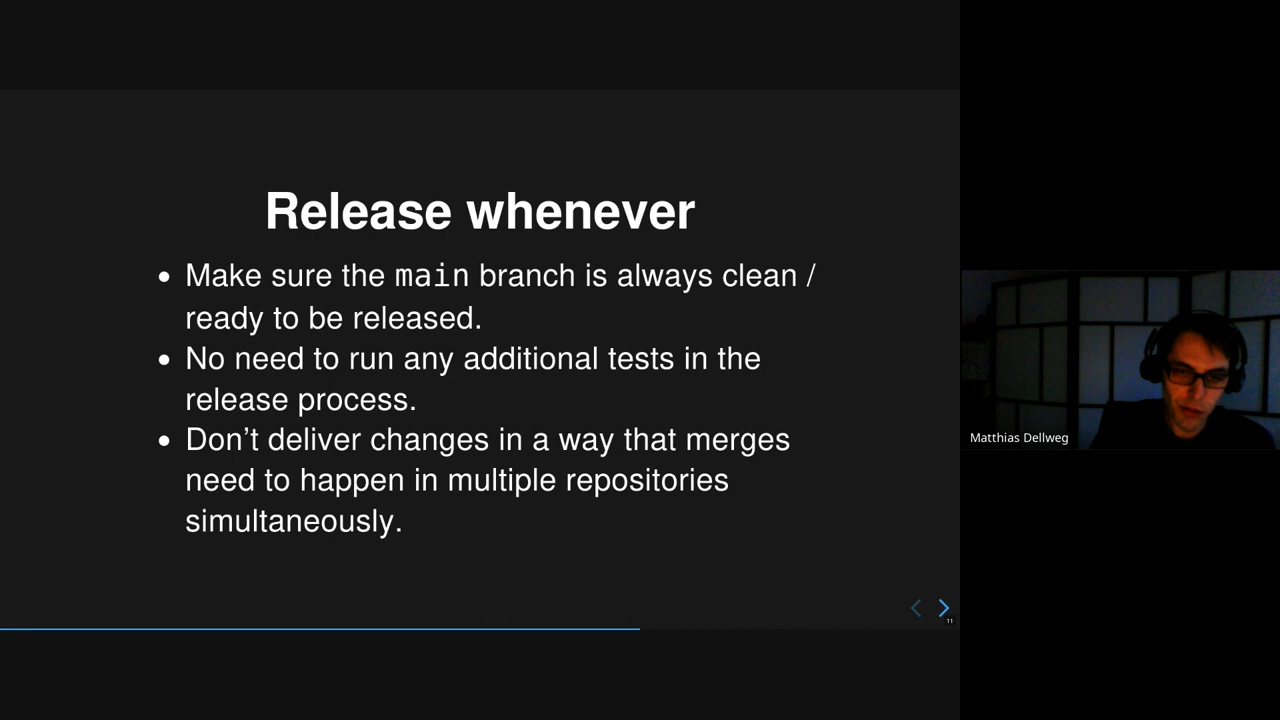 Release whenever
• Make sure the main branch is always clean /
ready to be released.
• No need to run any additional tests in the
release process.
• Don’t deliver changes in a way that merges
need to happen in multiple repositories
simultaneously.
11
Matthias Dellweg